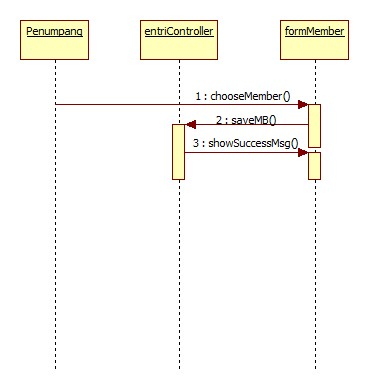 Penumpang
entriController
formMember
1 : chooseMember()
2 : saveMB()
3 : showSuccessMsg()